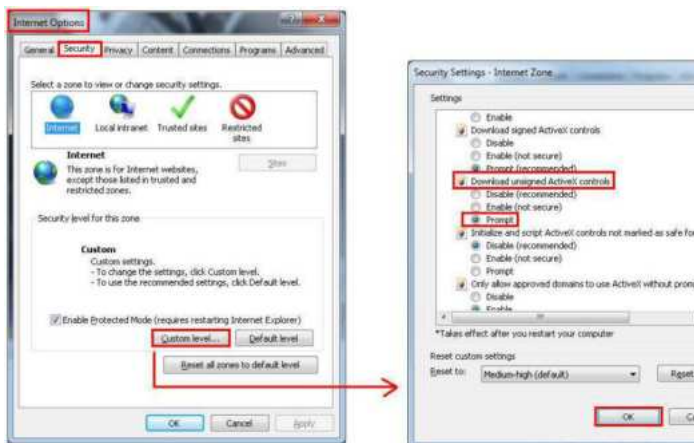 Internet Options
General Security Privacy Content Connections Programs Advanced
Select a zone to view or change security settings.
Internet Local intranet Trusted sites Restricted
sites
Internet
This zone is for Internet websites,
except those listed in trusted and
restricted zones.
Sites
Security level for this zone
Custom
Custom settings.
- To change the settings, click Custom level.
- To use the recommended settings, click Default level.
Enable Protected Mode (requires restarting Internet Explorer)
Custom level... Default level
Reset all zones to default level
OK Cancel Apply
Security Settings - Internet Zone
Settings
Enable
Download signed ActiveX controls
Disable
Enable (not secure)
Prompt (recommended)
Download unsigned ActiveX controls
Disable (recommended)
Enable (not secure)
Prompt
Initialize and script ActiveX controls not marked as safe for
Disable (recommended)
Enable (not secure)
Prompt
Only allow approved domains to use ActiveX without prom
Disable
Enable
*Takes effect after you restart your computer
Reset custom settings
Reset to: Medium-high (default) Reset
OK Ca